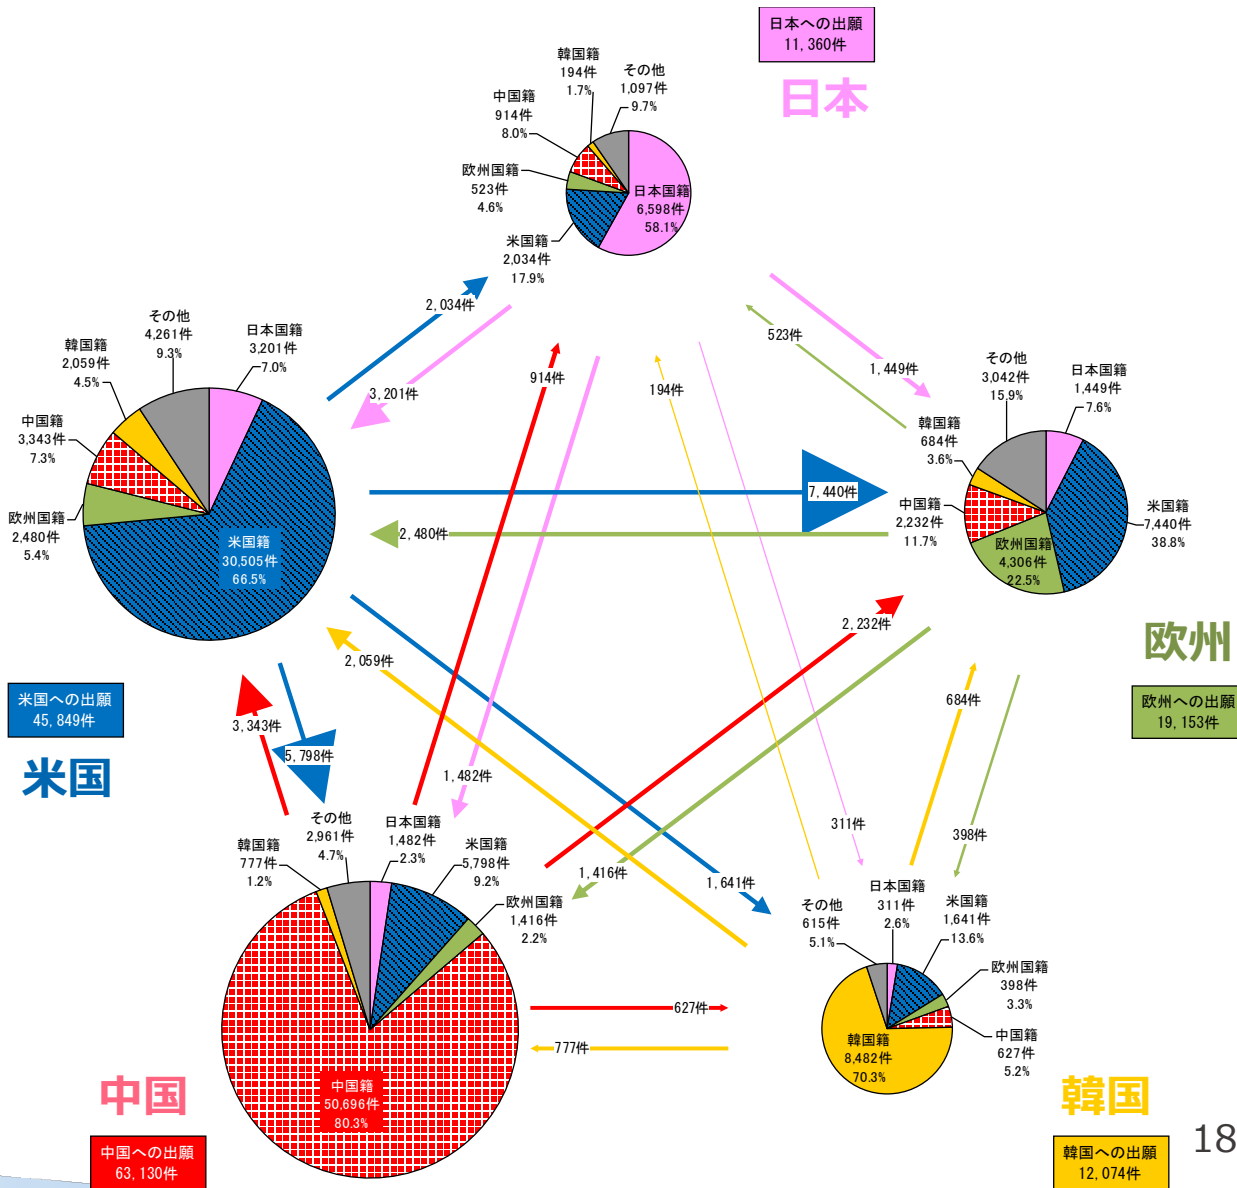 日本への出願
11,360件
日本
韓国籍
194件
1.7%
その他
1,097件
9.7%
中国籍
914件
8.0%
欧州国籍
523件
4.6%
米国籍
2,034件
17.9%
日本国籍
6,598件
58.1%
2,034件
3,201件
914件
194件
523件
1,449件
その他
4,261件
9.3%
日本国籍
3,201件
7.0%
韓国籍
2,059件
4.5%
中国籍
3,343件
7.3%
欧州国籍
2,480件
5.4%
米国籍
30,505件
66.5%
7,440件
2,480件
その他
3,042件
15.9%
日本国籍
1,449件
7.6%
韓国籍
684件
3.6%
中国籍
2,232件
11.7%
欧州国籍
4,306件
22.5%
米国籍
7,440件
38.8%
欧州
欧州への出願
19,153件
米国への出願
45,849件
米国
2,059件
2,232件
3,343件
5,798件
1,482件
684件
311件
398件
1,416件
1,641件
その他
2,961件
4.7%
日本国籍
1,482件
2.3%
韓国籍
777件
1.2%
米国籍
5,798件
9.2%
欧州国籍
1,416件
2.2%
中国籍
50,696件
80.3%
627件
777件
その他
615件
5.1%
日本国籍
311件
2.6%
米国籍
1,641件
13.6%
欧州国籍
398件
3.3%
中国籍
627件
5.2%
韓国籍
8,482件
70.3%
中国
中国への出願
63,130件
韓国
韓国への出願
12,074件
18